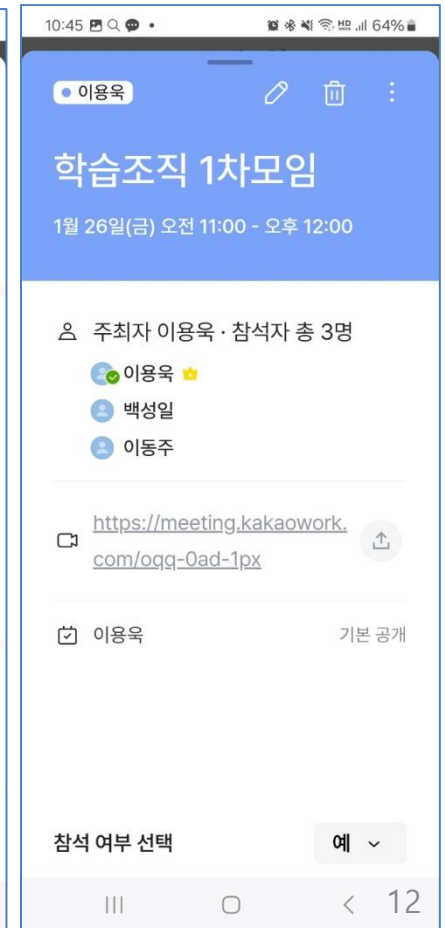 10:45 64%
이용욱
학습조직 1차모임
1월 26일(금) 오전 11:00 - 오후 12:00
주최자 이용욱 · 참석자 총 3명
이용욱
백성일
이동주
https://meeting.kakaowork.
com/oqq-0ad-1px
이용욱 기본 공개
참석 여부 선택 예
12